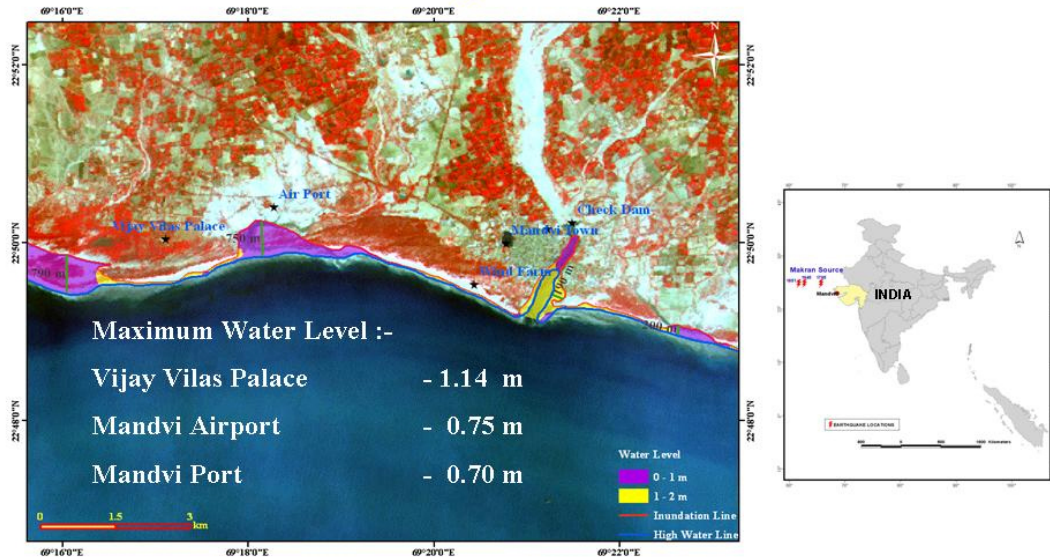 69°16'0"E 69°18'0"E 69°20'0"E 69°22'0"E
22°52'0"N
22°52'0"N
N
Air Port
Check Dam
Vijay Vilas Palace
Mandvi Town
22°50'0"N
22°50'0"N
750 m
790 m
Wind Farm
Maximum Water Level :-
Vijay Vilas Palace - 1.14 m
Mandvi Airport - 0.75 m
Mandvi Port - 0.70 m
22°48'0"N
22°48'0"N
Water Level
0 - 1 m
1 - 2 m
Inundation Line
High Water Line
0 1.5 3
km
69°16'0"E 69°18'0"E 69°20'0"E 69°22'0"E
Makran Source
Mandvi
INDIA
EARTHQUAKE LOCATIONS
Kilometers